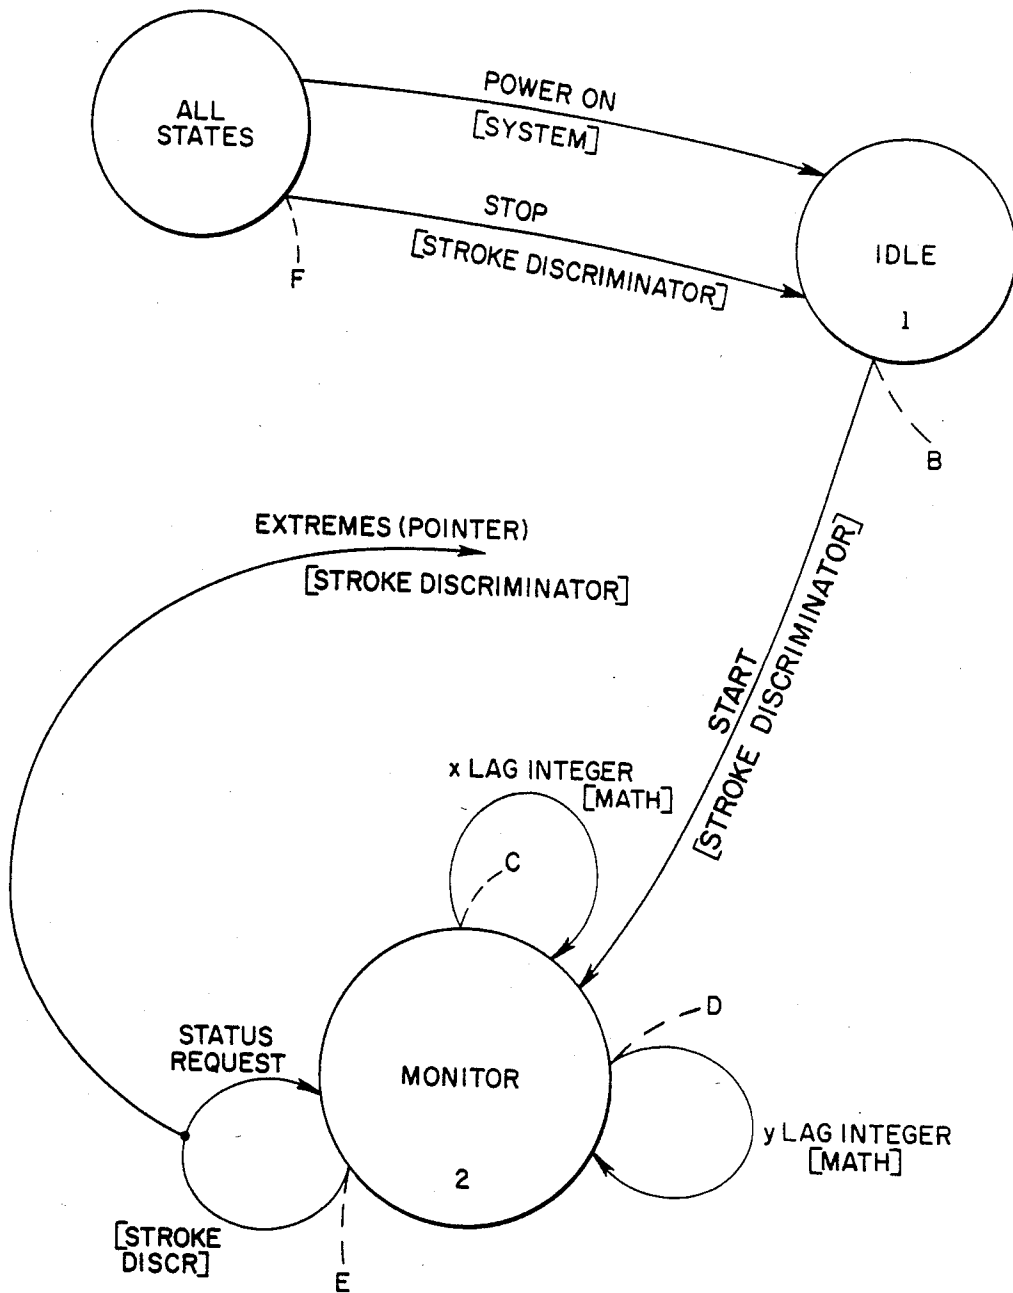 ALL
STATES
POWER ON
[SYSTEM]
STOP
[STROKE DISCRIMINATOR]
F
IDLE
1
B
EXTREMES (POINTER)
[STROKE DISCRIMINATOR]
START
[STROKE DISCRIMINATOR]
x LAG INTEGER
[MATH]
C
D
STATUS
REQUEST
MONITOR
2
y LAG INTEGER
[MATH]
[STROKE
DISCR]
E